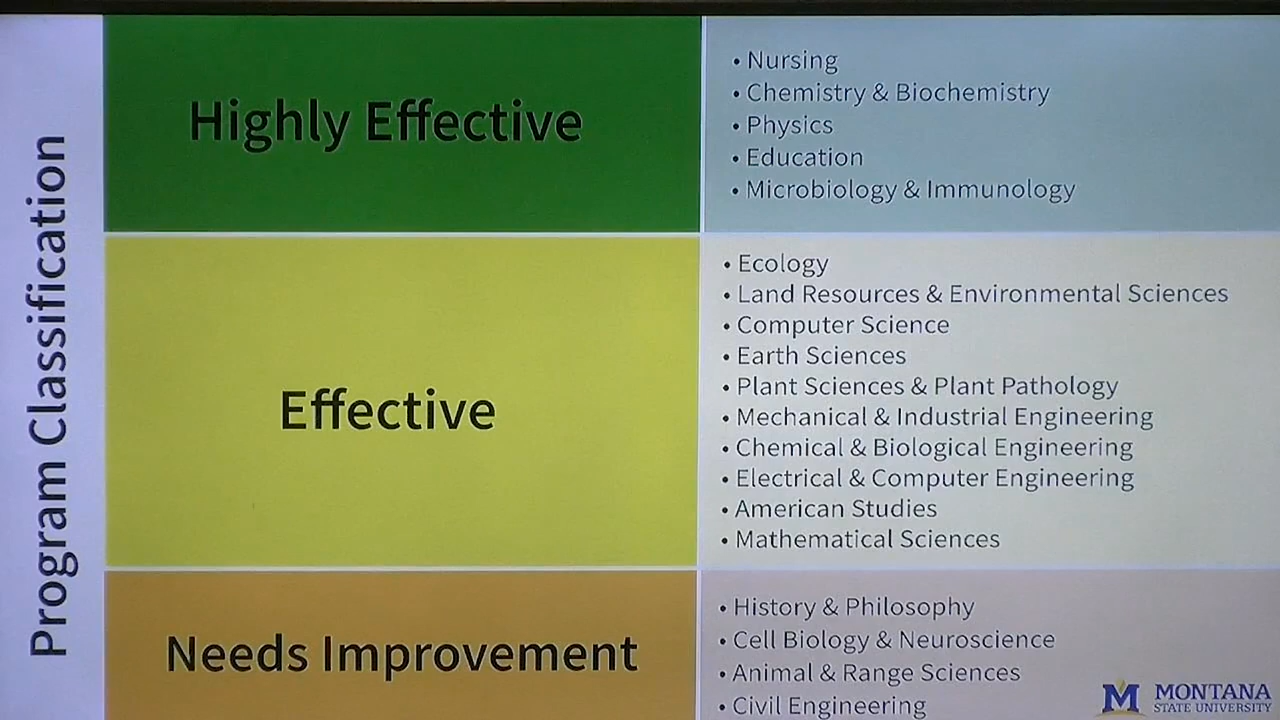 Program Classification
Highly Effective
• Nursing
• Chemistry & Biochemistry
• Physics
• Education
• Microbiology & Immunology
Effective
• Ecology
• Land Resources & Environmental Sciences
• Computer Science
• Earth Sciences
• Plant Sciences & Plant Pathology
• Mechanical & Industrial Engineering
• Chemical & Biological Engineering
• Electrical & Computer Engineering
• American Studies
• Mathematical Sciences
Needs Improvement
• History & Philosophy
• Cell Biology & Neuroscience
• Animal & Range Sciences
• Civil Engineering
M MONTANA
STATE UNIVERSITY